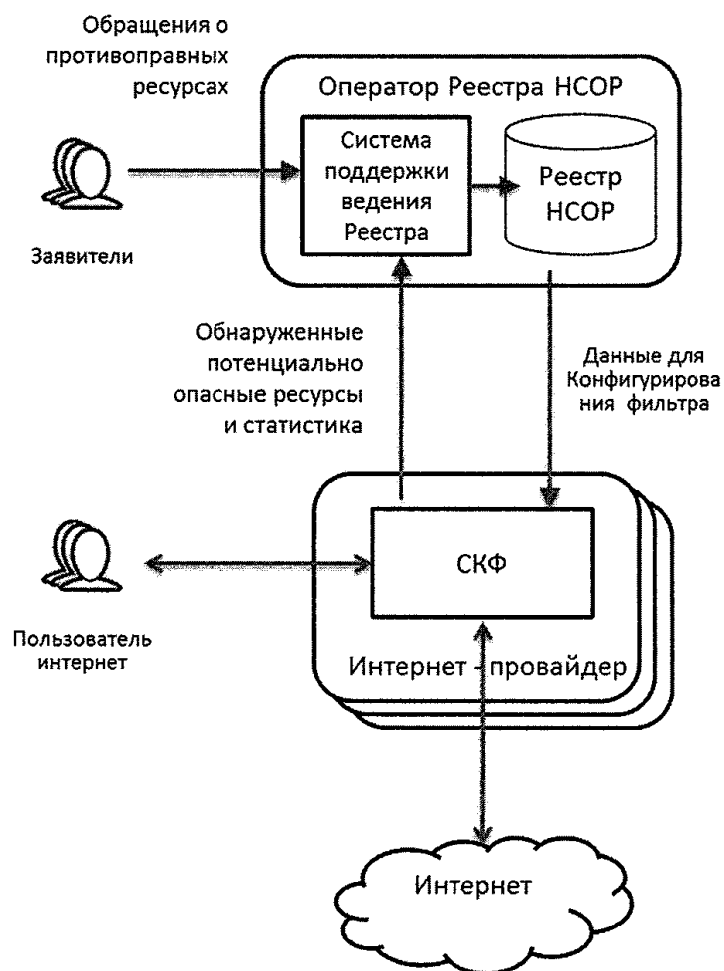 Обращения о
противоправных
ресурсах
Оператор Реестра НСОР
Система
поддержки
ведения
Реестра
Реестр
НСОР
Заявители
Обнаруженные
потенциально
опасные ресурсы
и статистика
Данные для
Конфигурирова
ния фильтра
СКФ
Пользователь
интернет
Интернет - провайдер
Интернет